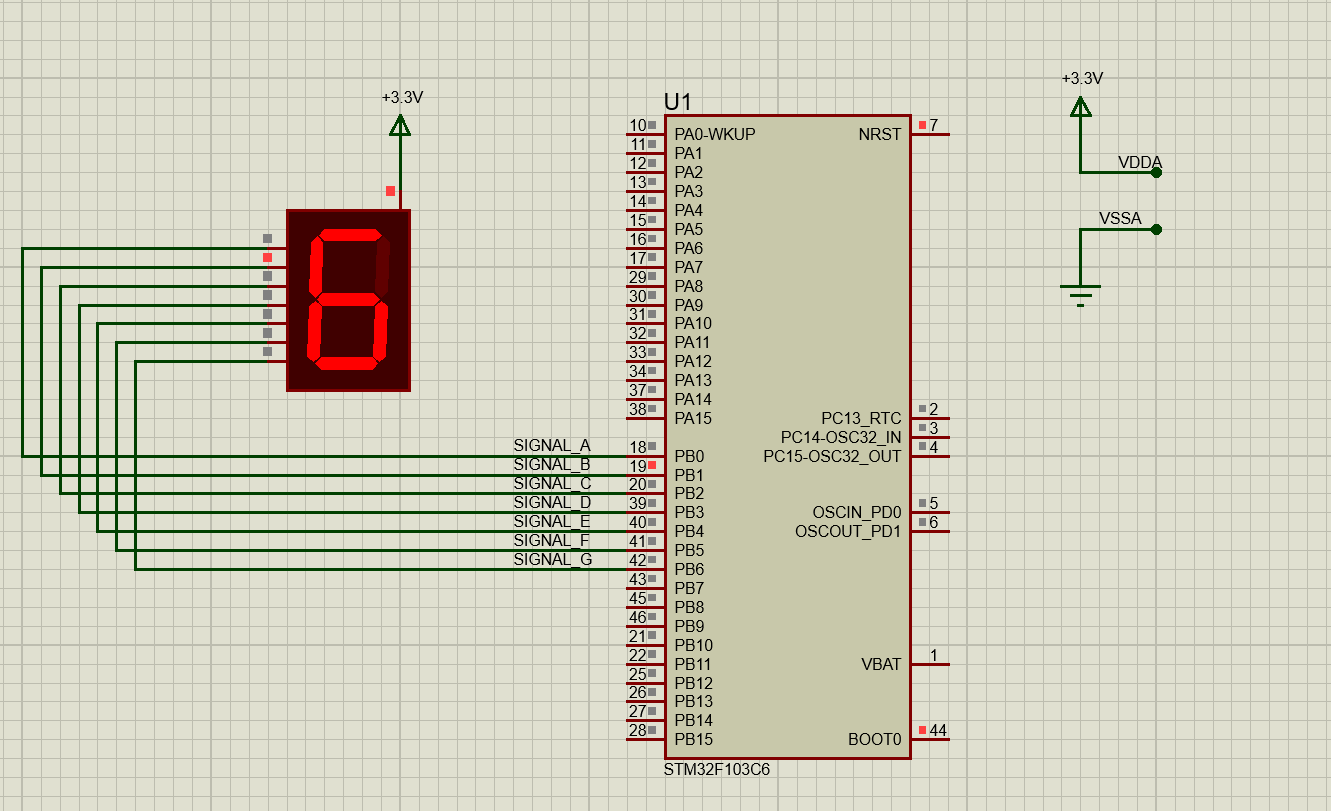 +3.3V
U1
+3.3V
10 PA0-WKUP NRST 7
11 PA1
12 PA2
13 PA3
14 PA4
15 PA5
16 PA6
17 PA7
29 PA8
30 PA9
31 PA10
32 PA11
33 PA12
34 PA13
37 PA14
38 PA15 PC13_RTC 2
PC14-OSC32_IN 3
SIGNAL_A 18 PB0 PC15-OSC32_OUT 4
SIGNAL_B 19 PB1
SIGNAL_C 20 PB2
SIGNAL_D 39 PB3 OSCIN_PD0 5
SIGNAL_E 40 PB4 OSCOUT_PD1 6
SIGNAL_F 41 PB5
SIGNAL_G 42 PB6
43 PB7
45 PB8
46 PB9
21 PB10
22 PB11 VBAT 1
25 PB12
26 PB13
27 PB14
28 PB15 BOOT0 44
STM32F103C6
VDDA
VSSA
6